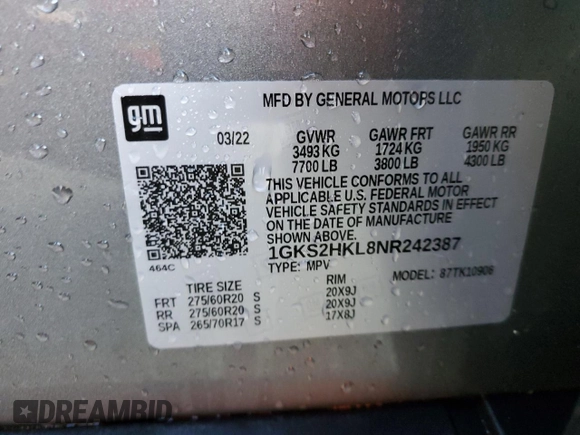 gm
MFD BY GENERAL MOTORS LLC
03/22 GVWR GAWR FRT GAWR RR
3493 KG 1724 KG 1950 KG
7700 LB 3800 LB 4300 LB
THIS VEHICLE CONFORMS TO ALL
APPLICABLE U.S. FEDERAL MOTOR
VEHICLE SAFETY STANDARDS IN EFFECT
ON THE DATE OF MANUFACTURE
SHOWN ABOVE.
1GKS2HKL8NR242387
464C
TYPE: MPV MODEL: 87TK10906
TIRE SIZE RIM
FRT 275/60R20 S 20X9J
RR 275/60R20 S 20X9J
SPA 265/70R17 S 17X8J
DREAMBID